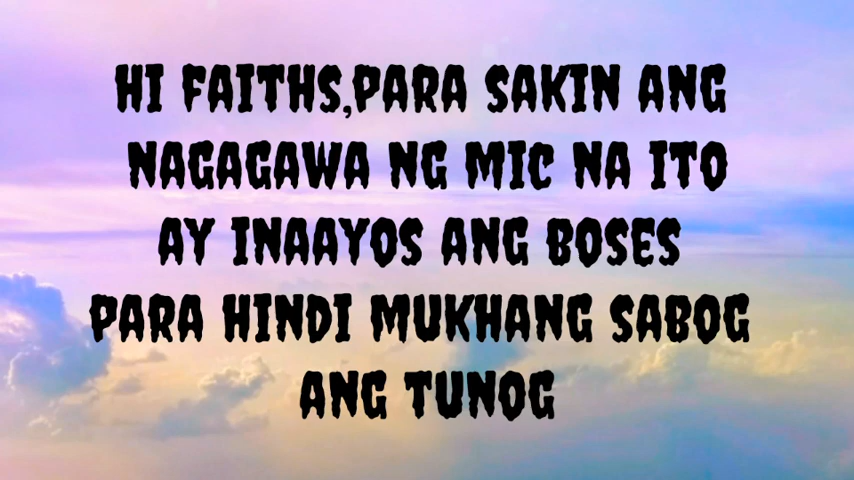 HI FAITHS,PARA SAKIN ANG
NAGAGAWA NG MIC NA ITO
AY INAAYOS ANG BOSES
PARA HINDI MUKHANG SABOG
ANG TUNOG